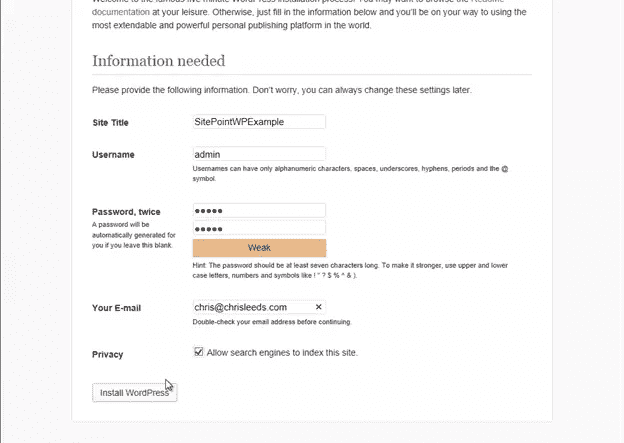 documentation at your leisure. Otherwise, just fill in the information below and you'll be on your way to using the
most extendable and powerful personal publishing platform in the world.
Information needed
Please provide the following information. Don't worry, you can always change these settings later.
Site Title
SitePointWPExample
Username
admin
Usernames can have only alphanumeric characters, spaces, underscores, hyphens, periods and the @
symbol.
Password, twice
●●●●●
A password will be
automatically generated for
you if you leave this blank.
●●●●●
Weak
Hint: The password should be at least seven characters long. To make it stronger, use upper and lower
case letters, numbers and symbols like ! " ? $ % ^ & ).
Your E-mail
chris@chrisleeds.com
Double-check your email address before continuing.
Privacy
Allow search engines to index this site.
Install WordPress